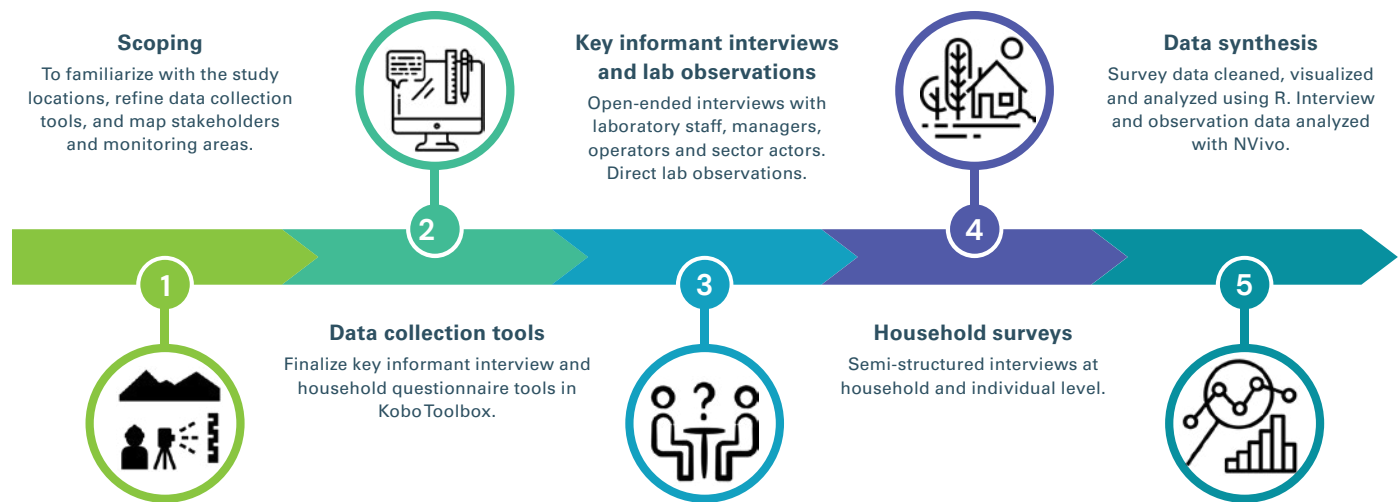 Scoping
To familiarize with the study
locations, refine data collection
tools, and map stakeholders
and monitoring areas.
1
2
Data collection tools
Finalize key informant interview and
household questionnaire tools in
Kobo Toolbox.
Key informant interviews
and lab observations
Open-ended interviews with
laboratory staff, managers,
operators and sector actors.
Direct lab observations.
3
?
4
Household surveys
Semi-structured interviews at
household and individual level.
Data synthesis
Survey data cleaned, visualized
and analyzed using R. Interview
and observation data analyzed
with NVivo.
5